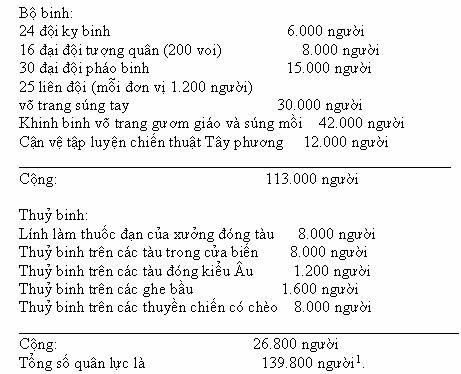 Bộ binh:
24 đội kỵ binh 6.000 người
16 đại đội tượng quân (200 voi) 8.000 người
30 đại đội pháo binh 15.000 người
25 liên đội (mỗi đơn vị 1.200 người)
võ trang súng tay 30.000 người
Khinh binh võ trang gươm giáo và súng mồi 42.000 người
Cận vệ tập luyện chiến thuật Tây phương 12.000 người
Cộng: 113.000 người
Thuỷ binh:
Lính làm thuốc đạn của xưởng đóng tàu 8.000 người
Thuỷ binh trên các tàu trong cửa biển 8.000 người
Thuỷ binh trên các tàu đóng kiểu Âu 1.200 người
Thuỷ binh trên các ghe bầu 1.600 người
Thuỷ binh trên các thuyền chiến có chèo 8.000 người
Cộng: 26.800 người
Tổng số quân lực là 139.800 người¹.